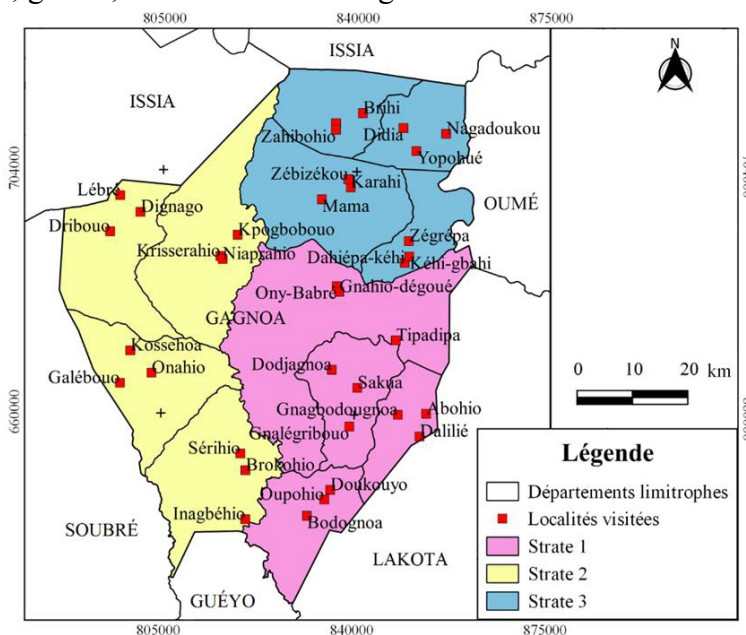 805000 840000 875000
ISSIA
N
ISSIA
Brihi
Zahibohio
Didia
Nagadoukou
Yopohué
704000
Zébizékou
Karahi
Lébré
Mama
Dignago
OUMÉ
Dribouo
Kpogbobouo
Zégrépa
Krisserahio
Niaprahio
Dahiépa-kéhi
Kéhi-gbahi
Gnahio-dégoué
Ony-Babré
GAGNOA
Tipadipa
Kossehoa
Dodjagnoa
Onahio
Galébouo
Sakua
0 10 20 km
660000
Gnagbodougnoa
Abohio
Gnalégribouo
Dalilié
Sérihio
Brokohio
Légende
Doukouyo
Départements limitrophes
Oupohio
Inagbéhio
Bodognoa
Localités visitées
SOUBRÉ
Strate 1
LAKOTA
Strate 2
GUÉYO
Strate 3
805000 840000 875000